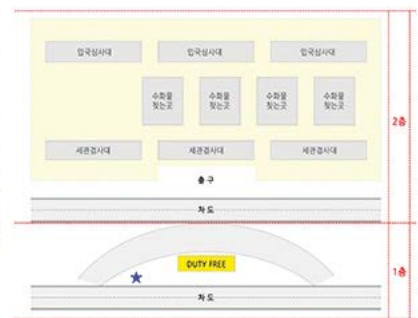 입국심사대 입국심사대 입국심사대
수화물 수화물 수화물 수화물
찾는곳 찾는곳 찾는곳 찾는곳
2층
세관검사대 세관검사대 세관검사대
출 구
차 도
DUTY FREE
1층
차 도